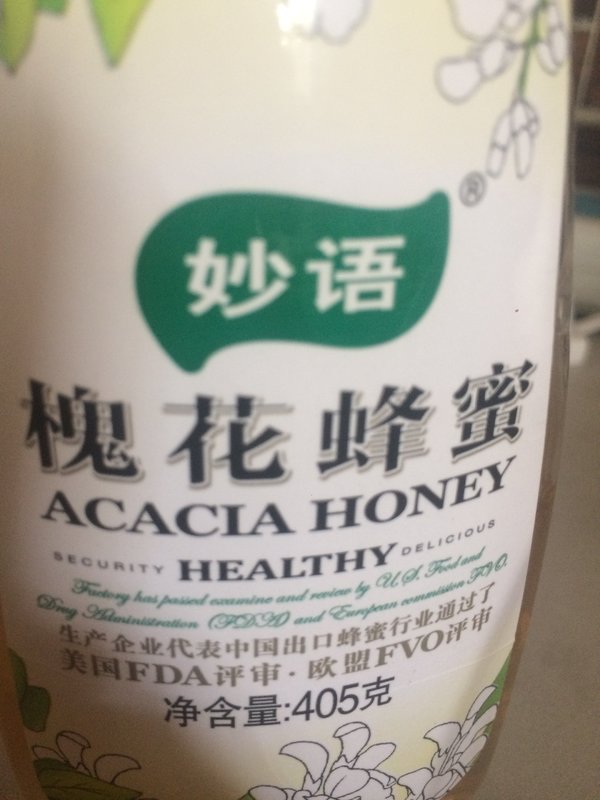 妙语®
槐花蜂蜜
ACACIA HONEY
SECURITY HEALTHY DELICIOUS
Factory has passed examine and review by U.S. Food and
Drug Administration (FDA) and European commission FVO.
生产企业代表中国出口蜂蜜行业通过了
美国FDA评审·欧盟FVO评审
净含量:405克